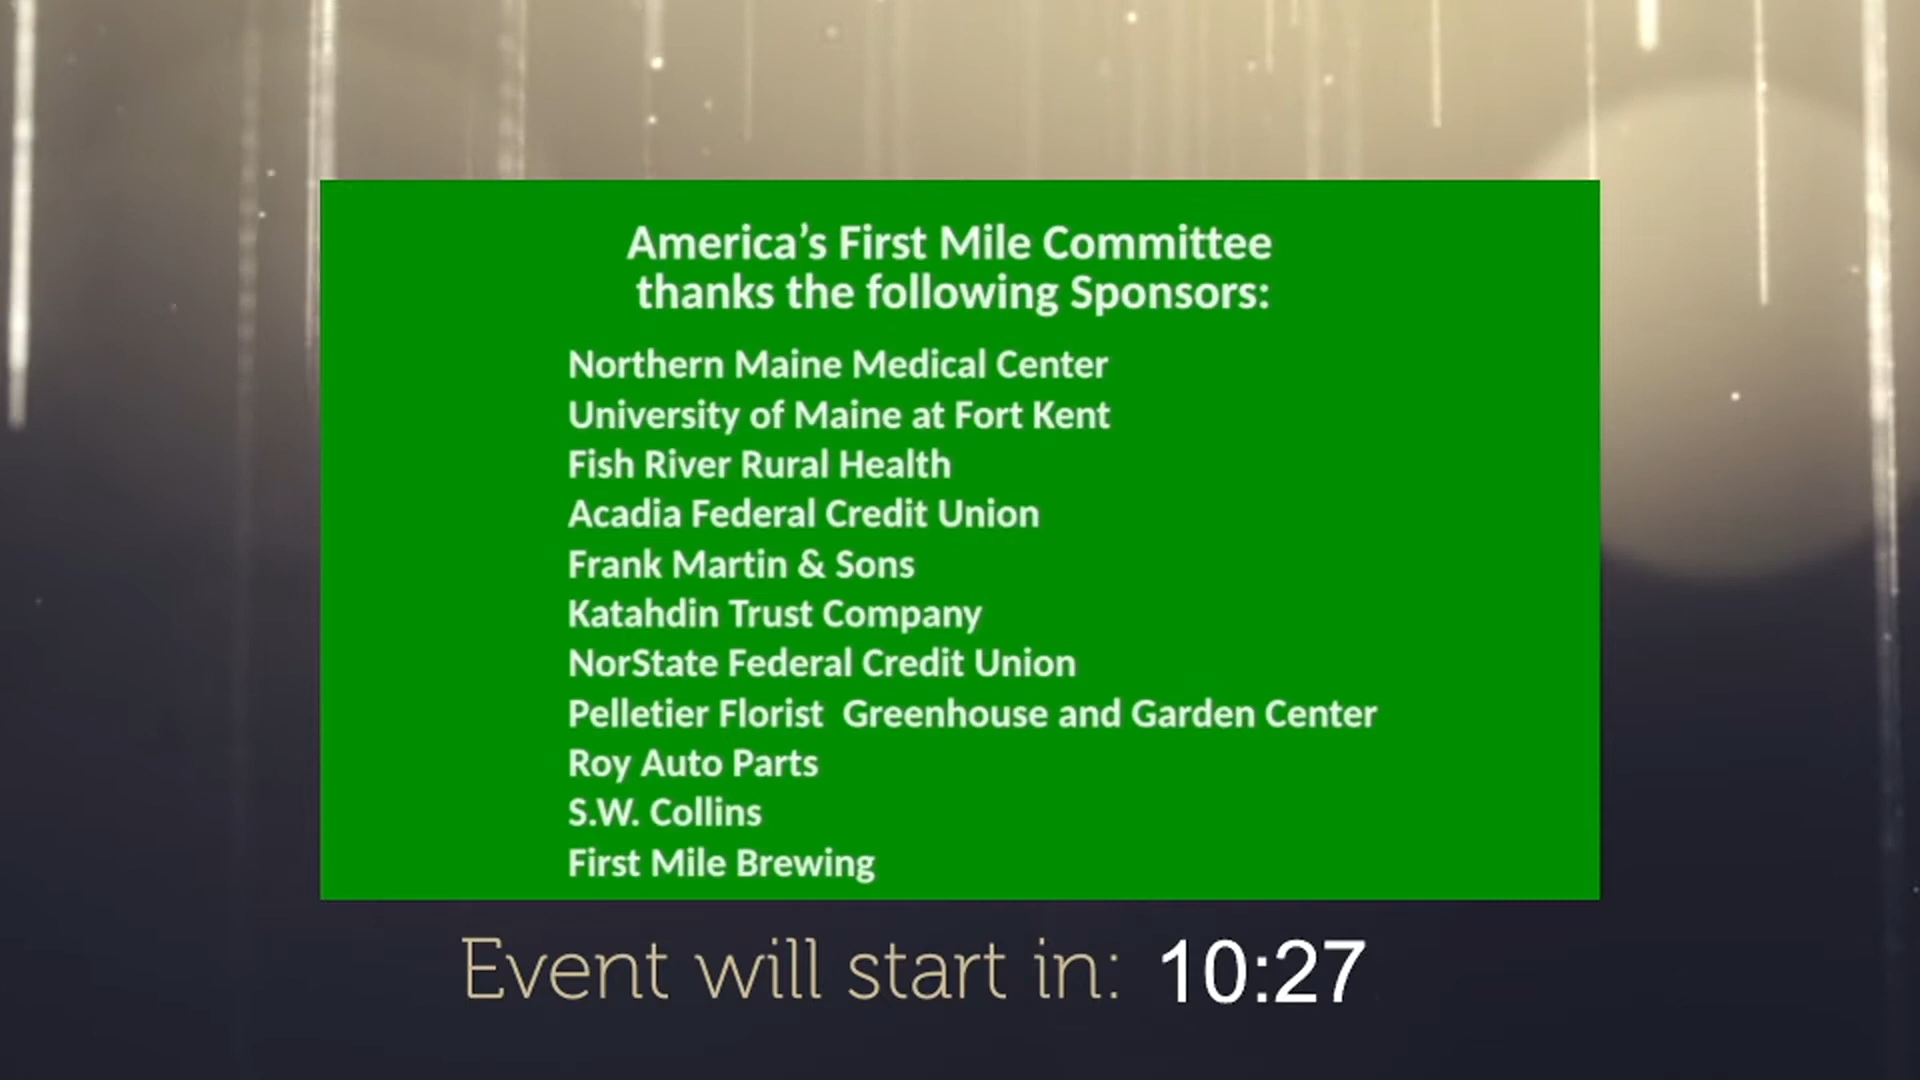 America’s First Mile Committee
thanks the following Sponsors:
Northern Maine Medical Center
University of Maine at Fort Kent
Fish River Rural Health
Acadia Federal Credit Union
Frank Martin & Sons
Katahdin Trust Company
NorState Federal Credit Union
Pelletier Florist  Greenhouse and Garden Center
Roy Auto Parts
S.W. Collins
First Mile Brewing
Event will start in: 10:27